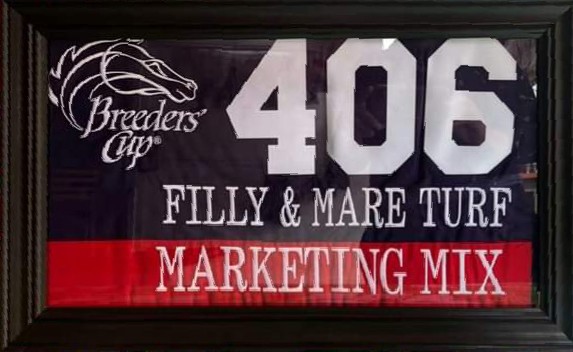 Breeders'
Cup®
406
FILLY & MARE TURF
MARKETING MIX